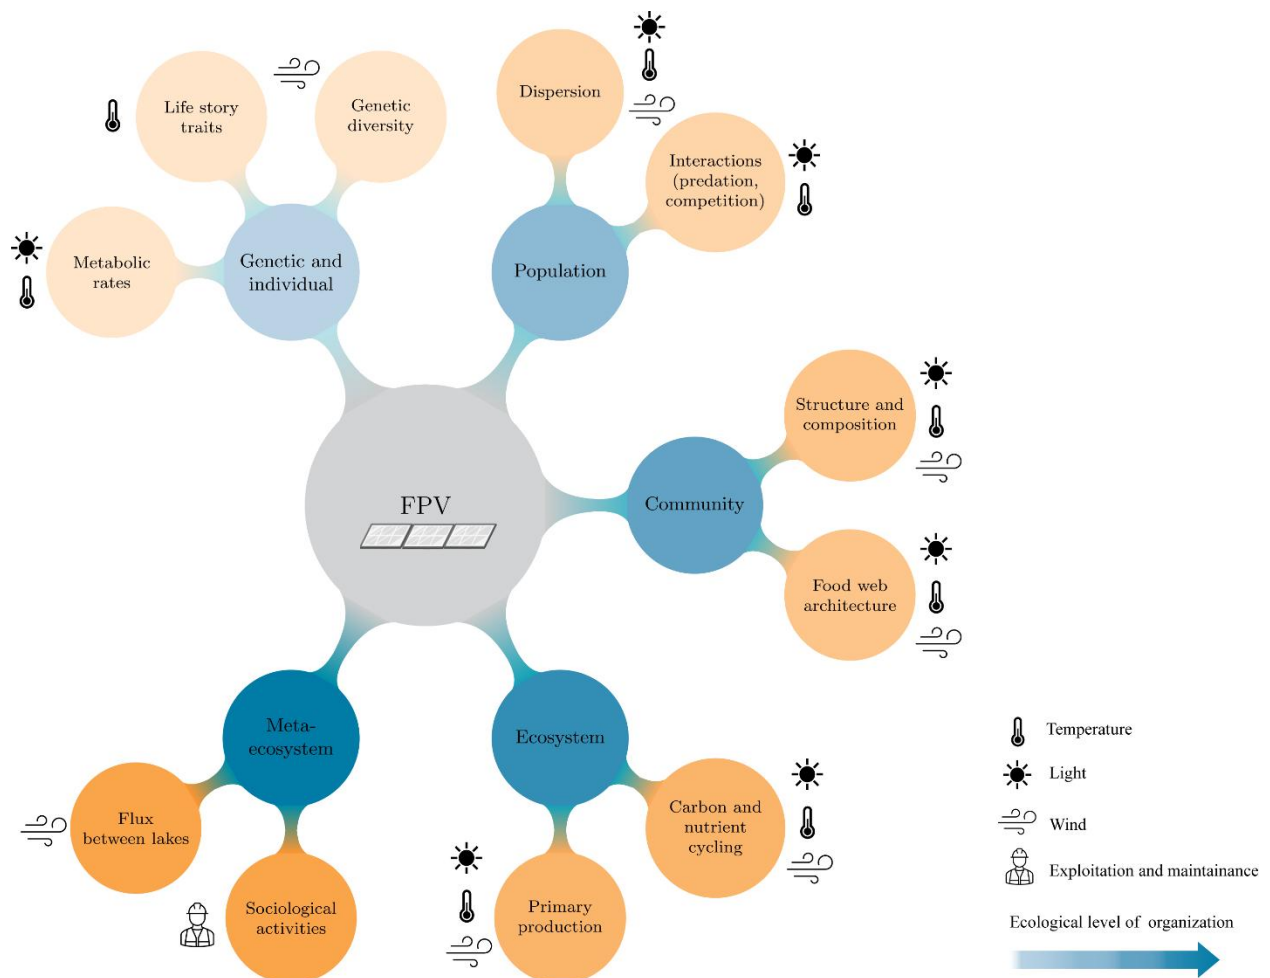 Life story
traits
Genetic
diversity
Metabolic
rates
Genetic and
individual
Dispersion
Interactions
(predation,
competition)
Population
Structure and
composition
Community
Food web
architecture
FPV
Meta-
ecosystem
Flux
between lakes
Sociological
activities
Ecosystem
Carbon and
nutrient
cycling
Primary
production
Temperature
Light
Wind
Exploitation and maintainance
Ecological level of organization